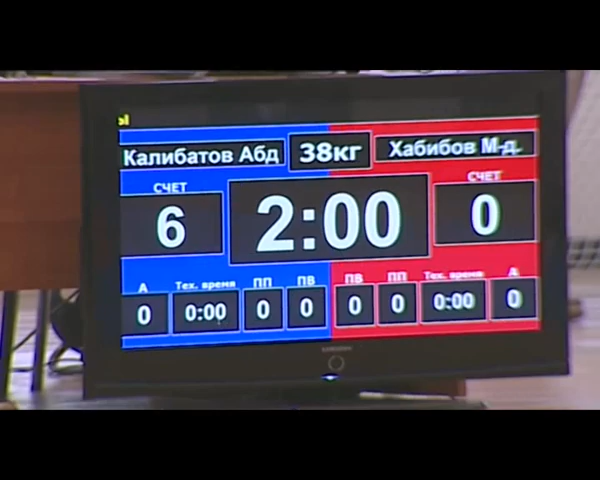 ы
Калибатов Абд 38кг Хабибов М-д.
СЧЕТ СЧЕТ
6 2:00 0
А Тех. время ПП ПВ ПВ ПП Тех. время А
0 0:00 0 0 0 0 0:00 0
SAMSUNG